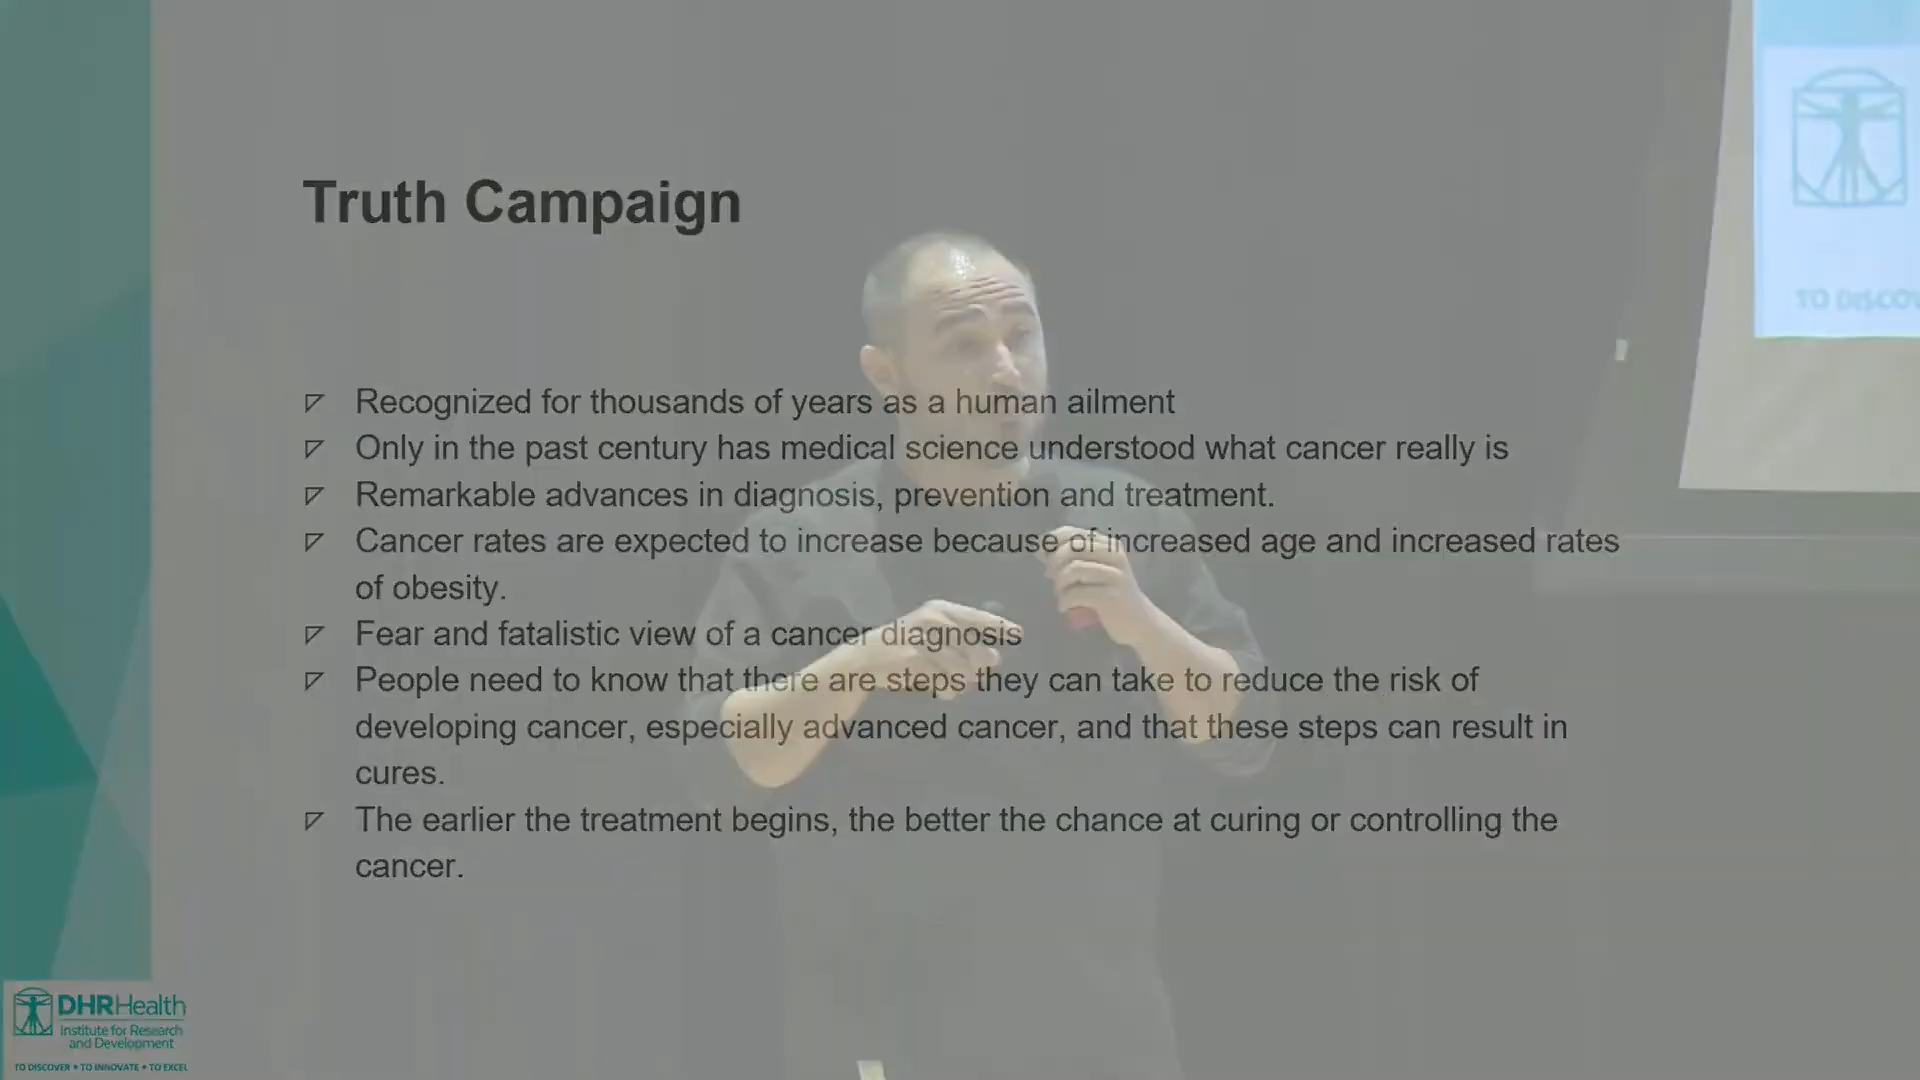 Truth Campaign
Recognized for thousands of years as a human ailment
Only in the past century has medical science understood what cancer really is
Remarkable advances in diagnosis, prevention and treatment.
Cancer rates are expected to increase because of increased age and increased rates
of obesity.
Fear and fatalistic view of a cancer diagnosis
People need to know that there are steps they can take to reduce the risk of
developing cancer, especially advanced cancer, and that these steps can result in
cures.
The earlier the treatment begins, the better the chance at curing or controlling the
cancer.
TO DISCOV
DHRHealth
Institute for Research
and Development
TO DISCOVER • TO INNOVATE • TO EXCEL